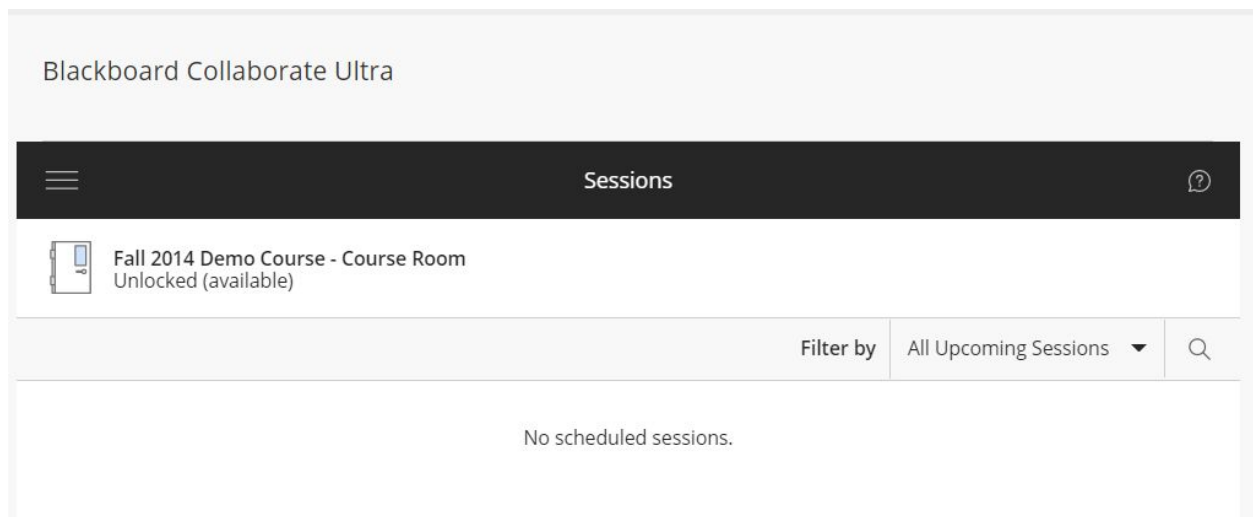 Blackboard Collaborate Ultra
Sessions
Fall 2014 Demo Course - Course Room
Unlocked (available)
Filter by All Upcoming Sessions
No scheduled sessions.